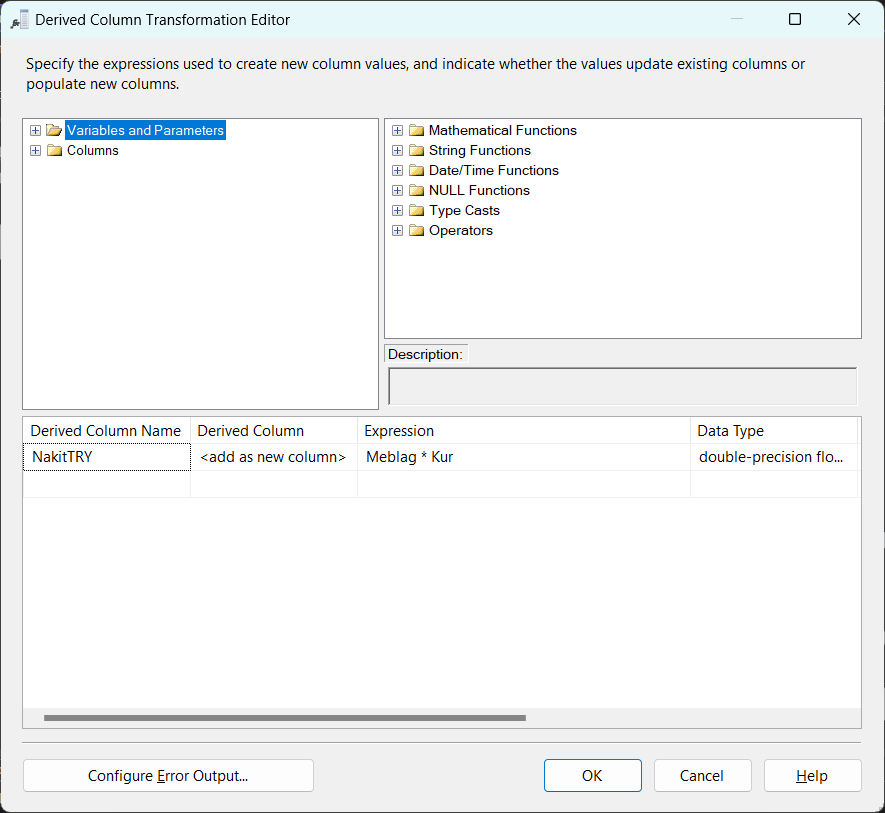 Derived Column Transformation Editor
Specify the expressions used to create new column values, and indicate whether the values update existing columns or
populate new columns.
Variables and Parameters
Columns
Mathematical Functions
String Functions
Date/Time Functions
NULL Functions
Type Casts
Operators
Description:
Derived Column Name Derived Column Expression Data Type
NakitTRY <add as new column> Meblag * Kur double-precision flo...
Configure Error Output... OK Cancel Help